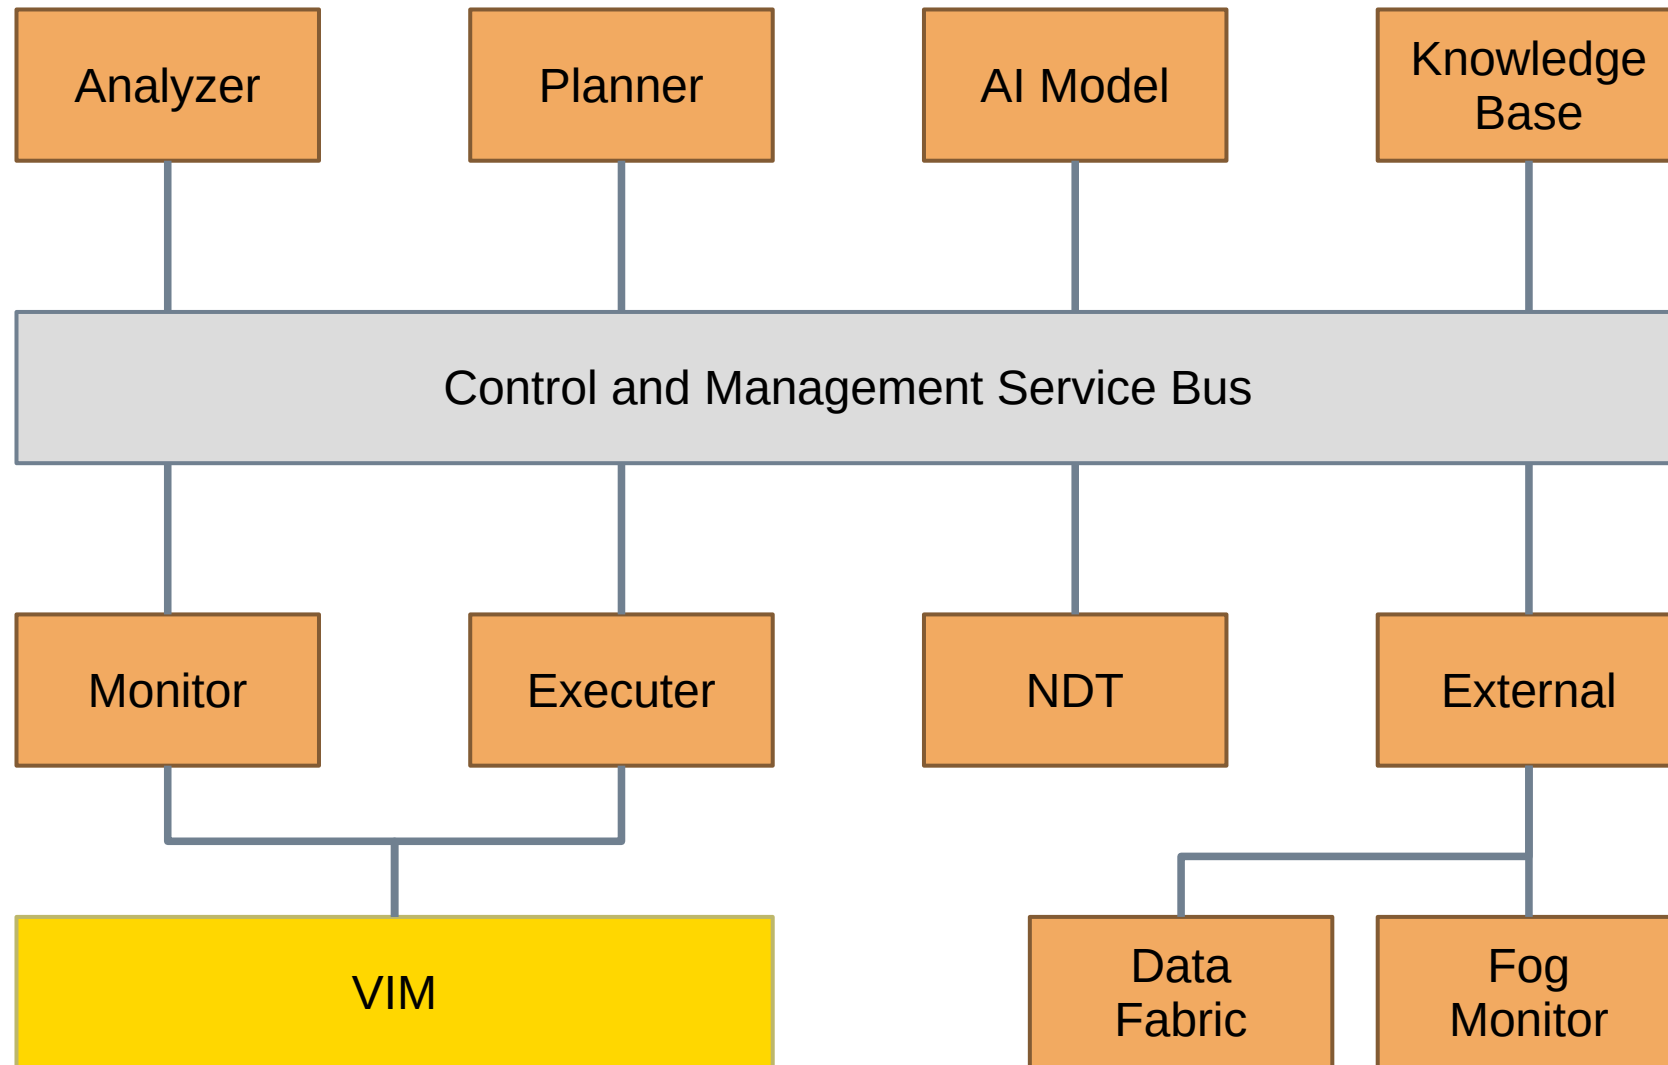 Analyzer
Planner
AI Model
Knowledge
Base
Control and Management Service Bus
Monitor
Executer
NDT
External
VIM
Data
Fabric
Fog
Monitor